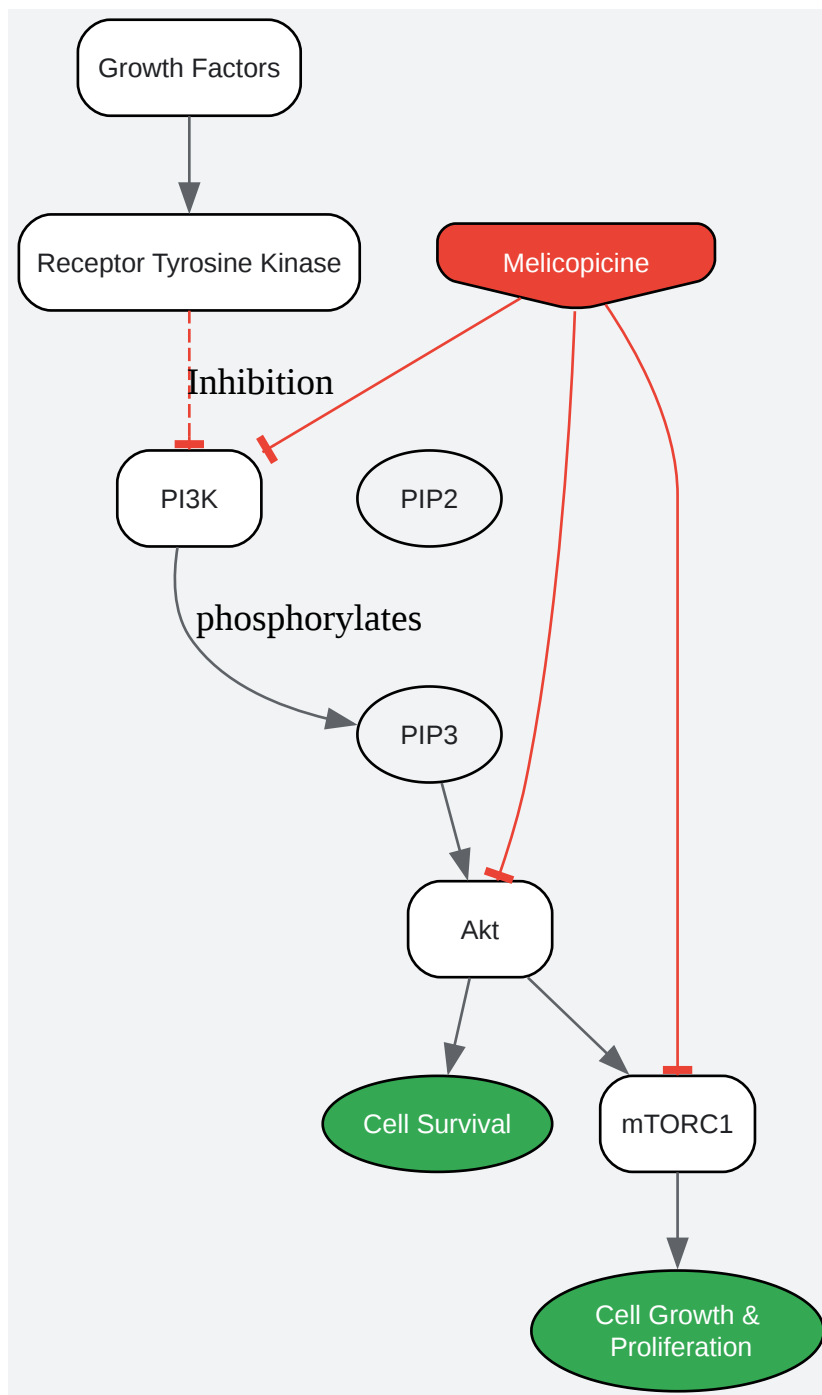 Growth Factors
Receptor Tyrosine Kinase
Melicopicine
Inhibition
PI3K
PIP2
phosphorylates
PIP3
Akt
Cell Survival
mTORC1
Cell Growth &
Proliferation